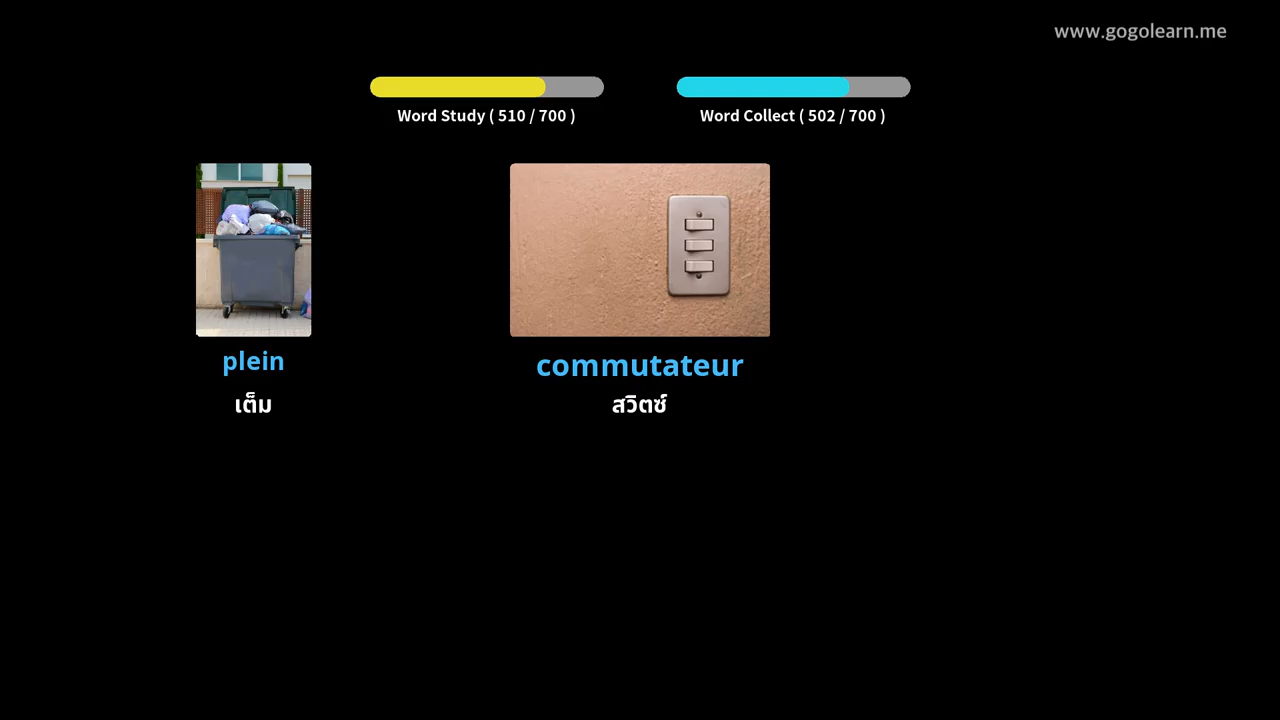 www.gogolearn.me
Word Study ( 510 / 700 )
Word Collect ( 502 / 700 )
plein
เต็ม
commutateur
สวิตซ์